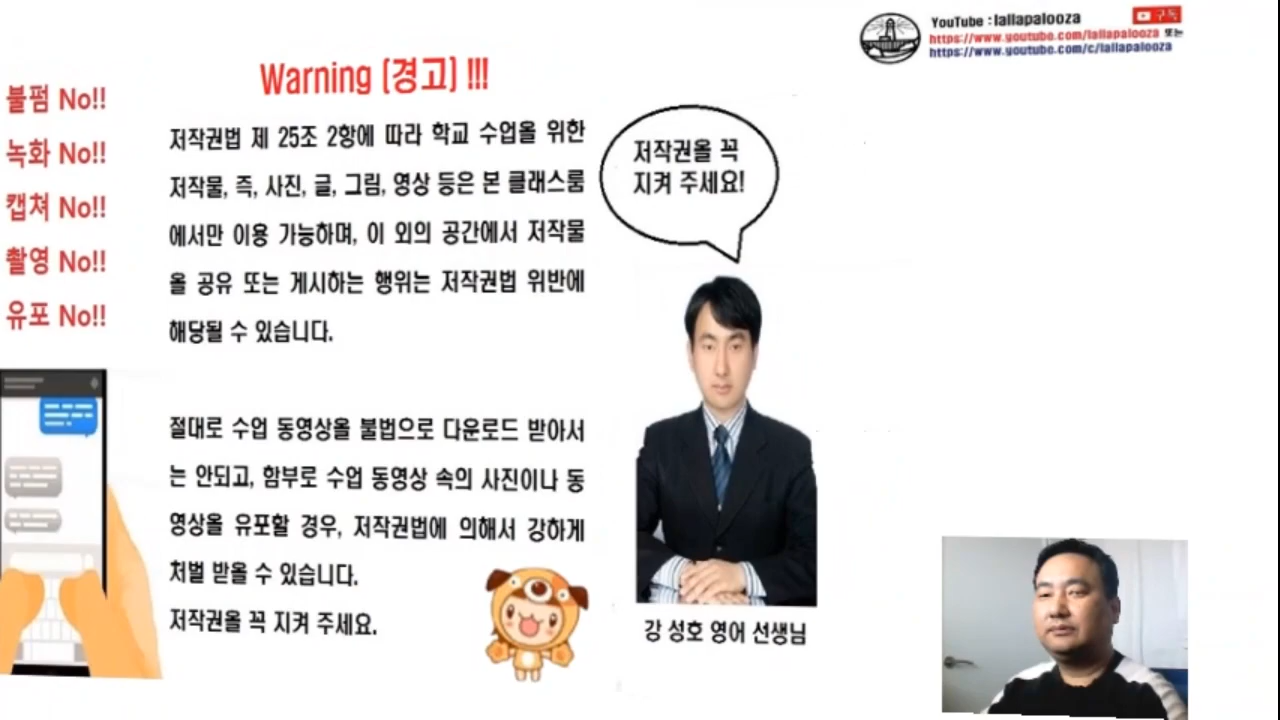 YouTube : lallapalooza
구독
https://www.youtube.com/lallapalooza 또는
https://www.youtube.com/c/lallapalooza
Warning (경고) !!!
불펌 No!!
녹화 No!!
캡쳐 No!!
촬영 No!!
유포 No!!
저작권법 제 25조 2항에 따라 학교 수업을 위한
저작물, 즉, 사진, 글, 그림, 영상 등은 본 클래스룸
에서만 이용 가능하며, 이 외의 공간에서 저작물
을 공유 또는 게시하는 행위는 저작권법 위반에
해당될 수 있습니다.
절대로 수업 동영상을 불법으로 다운로드 받아서
는 안되고, 함부로 수업 동영상 속의 사진이나 동
영상을 유포할 경우, 저작권법에 의해서 강하게
처벌 받을 수 있습니다.
저작권을 꼭 지켜 주세요.
저작권을 꼭
지켜 주세요!
강 성호 영어 선생님